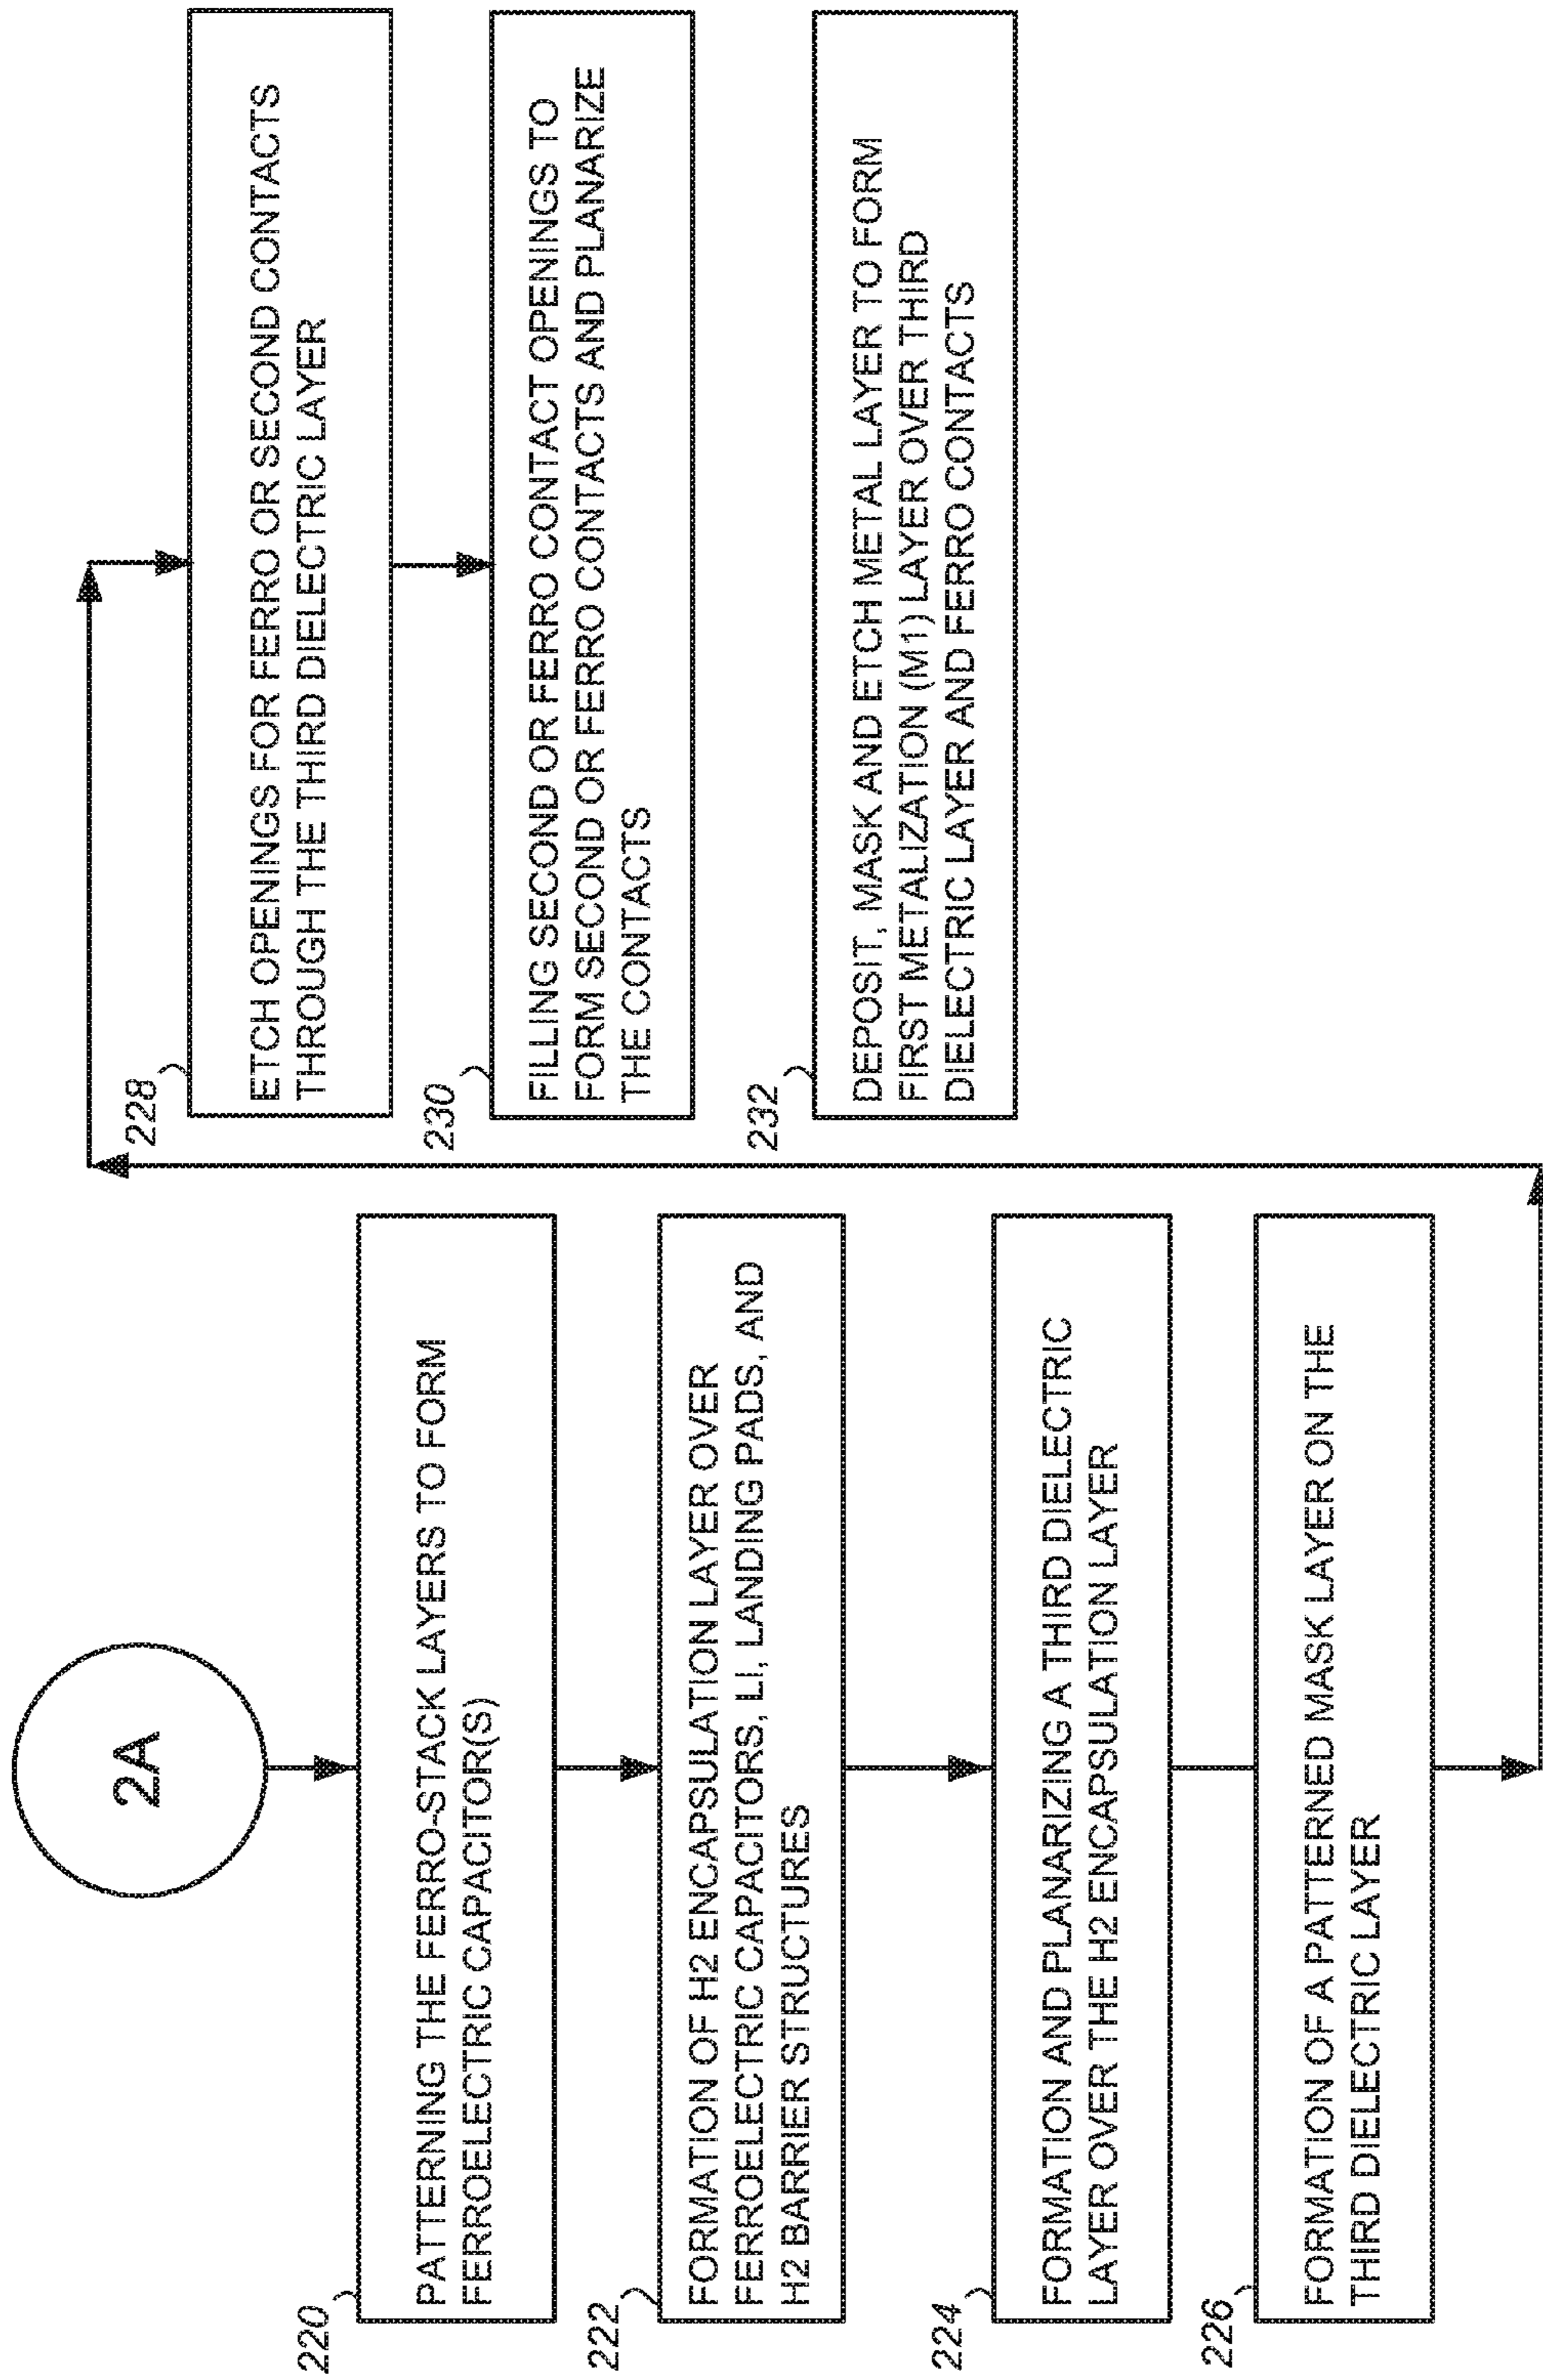 2A
220
PATTERNING THE FERRO-STACK LAYERS TO FORM
FERROELECTRIC CAPACITOR(S)
222
FORMATION OF H2 ENCAPSULATION LAYER OVER
FERROELECTRIC CAPACITORS, LI, LANDING PADS, AND
H2 BARRIER STRUCTURES
224
FORMATION AND PLANARIZING A THIRD DIELECTRIC
LAYER OVER THE H2 ENCAPSULATION LAYER
226
FORMATION OF A PATTERNED MASK LAYER ON THE
THIRD DIELECTRIC LAYER
228
ETCH OPENINGS FOR FERRO OR SECOND CONTACTS
THROUGH THE THIRD DIELECTRIC LAYER
230
FILLING SECOND OR FERRO CONTACT OPENINGS TO
FORM SECOND OR FERRO CONTACTS AND PLANARIZE
THE CONTACTS
232
DEPOSIT, MASK AND ETCH METAL LAYER TO FORM
FIRST METALIZATION (M1) LAYER OVER THIRD
DIELECTRIC LAYER AND FERRO CONTACTS